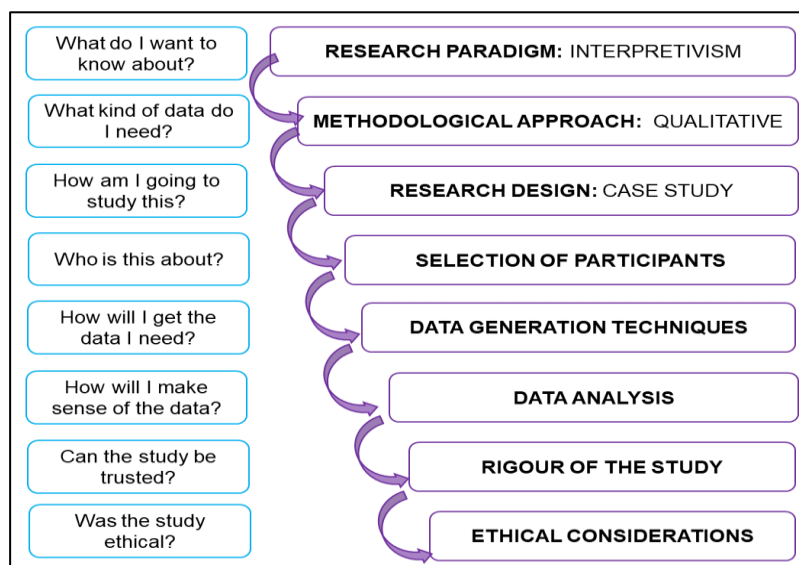 What do I want to
know about?
RESEARCH PARADIGM: INTERPRETIVISM
What kind of data do
I need?
METHODOLOGICAL APPROACH: QUALITATIVE
How am I going to
study this?
RESEARCH DESIGN: CASE STUDY
Who is this about?
SELECTION OF PARTICIPANTS
How will I get the
data I need?
DATA GENERATION TECHNIQUES
How will I make
sense of the data?
DATA ANALYSIS
Can the study be
trusted?
RIGOUR OF THE STUDY
Was the study
ethical?
ETHICAL CONSIDERATIONS